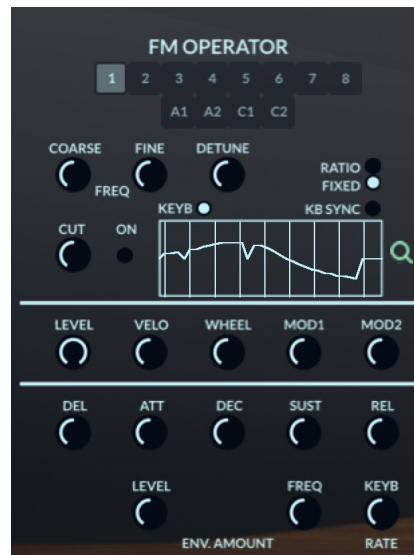 FM OPERATOR
1 2 3 4 5 6 7 8
A1 A2 C1 C2
COARSE FINE DETUNE
RATIO
FREQ FIXED
KEYB KB SYNC
CUT ON
LEVEL VELO WHEEL MOD1 MOD2
DEL ATT DEC SUST REL
LEVEL FREQ KEYB
ENV. AMOUNT RATE